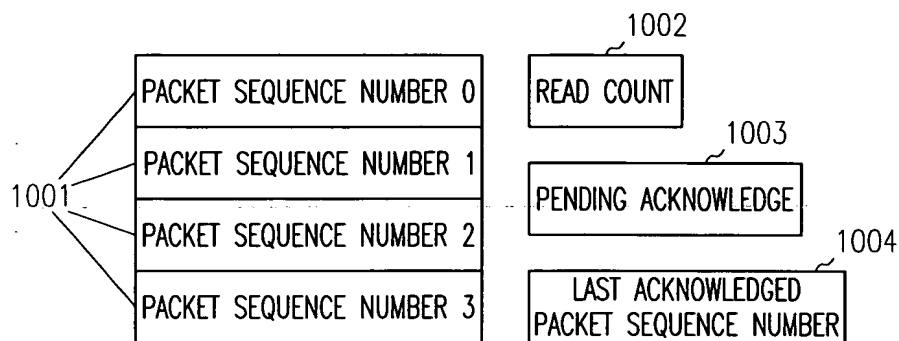 1002
PACKET SEQUENCE NUMBER 0
READ COUNT
PACKET SEQUENCE NUMBER 1
1003
1001
PENDING ACKNOWLEDGE
PACKET SEQUENCE NUMBER 2
1004
PACKET SEQUENCE NUMBER 3
LAST ACKNOWLEDGED
PACKET SEQUENCE NUMBER